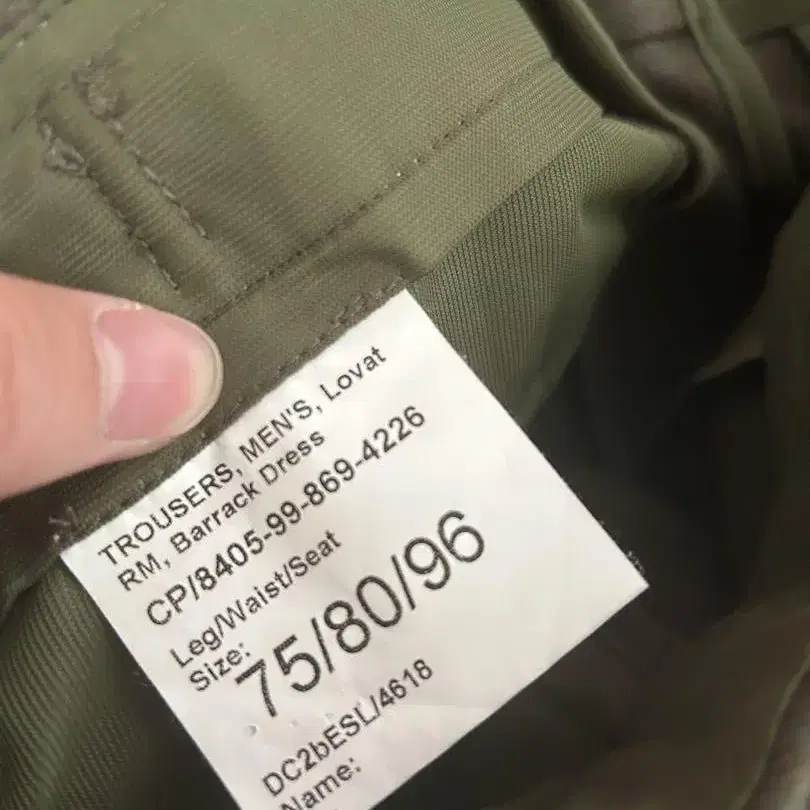 TROUSERS, MEN'S, Lovat
RM, Barrack Dress
CP/8405-99-869-4226
Leg/Waist/Seat
Size:
75/80/96
DC2bESL/4618
Name: